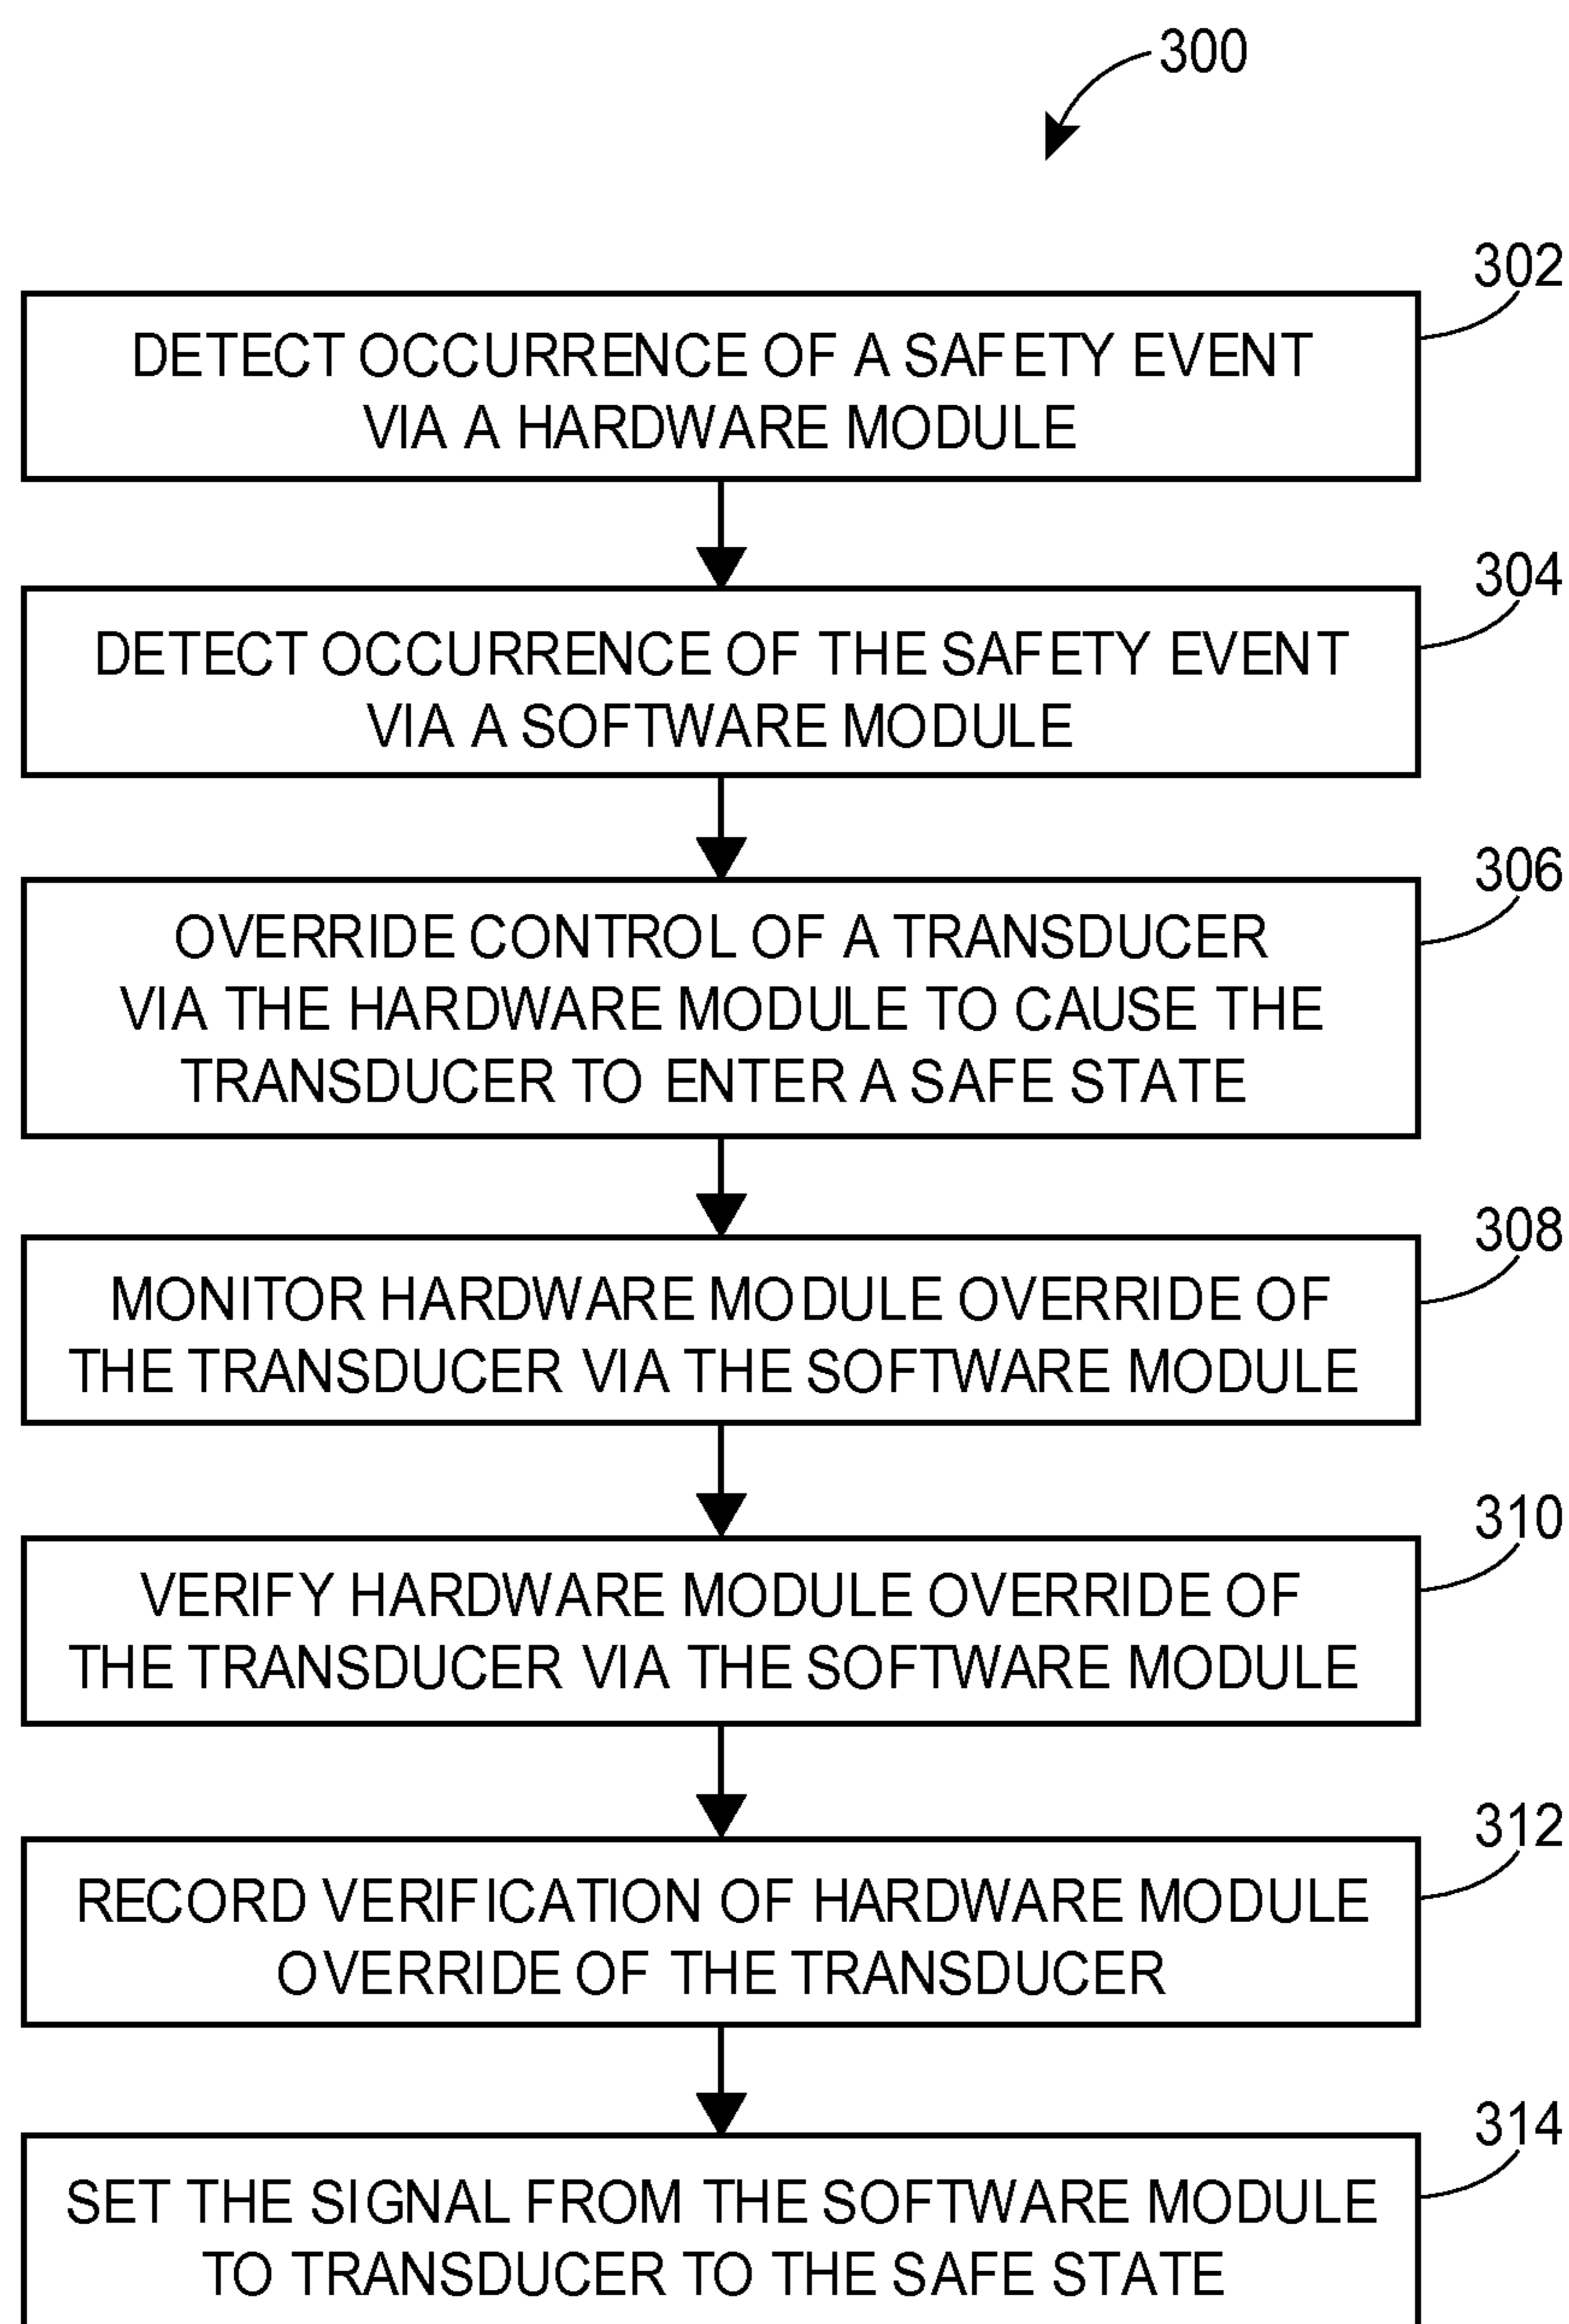 300
302
DETECT OCCURRENCE OF A SAFETY EVENT
VIA A HARDWARE MODULE
304
DETECT OCCURRENCE OF THE SAFETY EVENT
VIA A SOFTWARE MODULE
306
OVERRIDE CONTROL OF A TRANSDUCER
VIA THE HARDWARE MODULE TO CAUSE THE
TRANSDUCER TO ENTER A SAFE STATE
308
MONITOR HARDWARE MODULE OVERRIDE OF
THE TRANSDUCER VIA THE SOFTWARE MODULE
310
VERIFY HARDWARE MODULE OVERRIDE OF
THE TRANSDUCER VIA THE SOFTWARE MODULE
312
RECORD VERIFICATION OF HARDWARE MODULE
OVERRIDE OF THE TRANSDUCER
314
SET THE SIGNAL FROM THE SOFTWARE MODULE
TO TRANSDUCER TO THE SAFE STATE